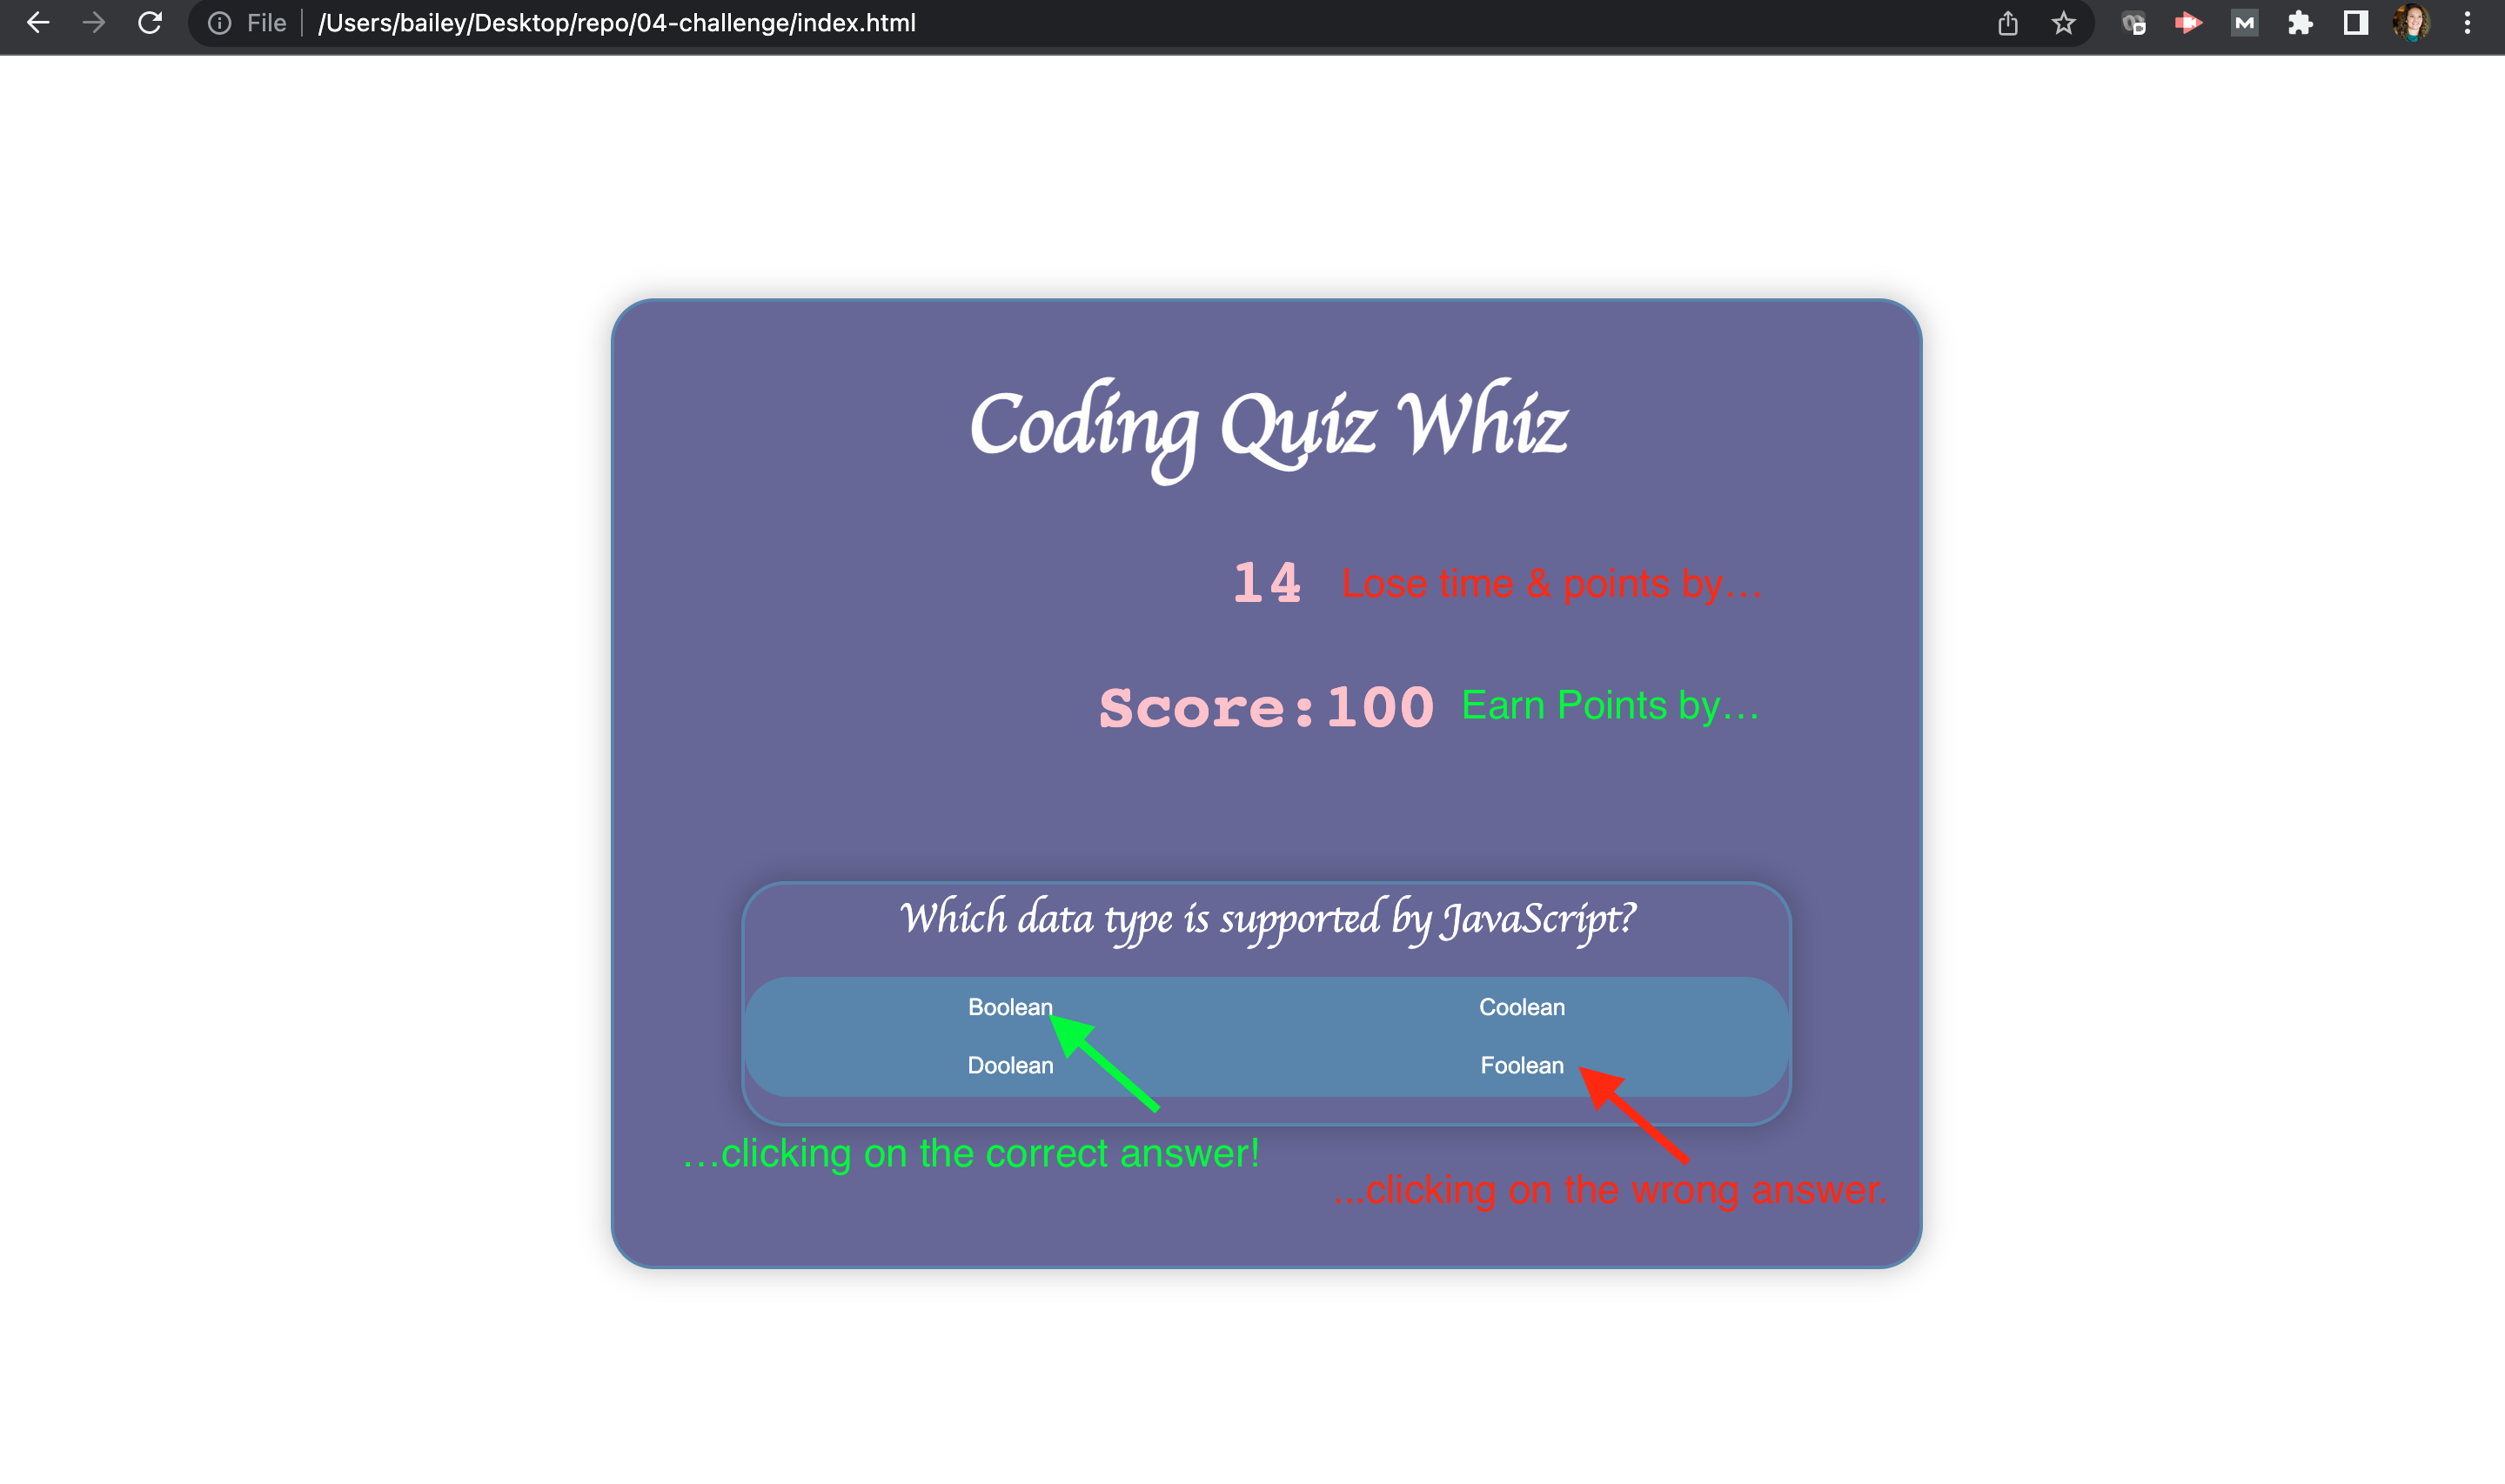 File /Users/bailey/Desktop/repo/04-challenge/index.html
Coding Quiz Whiz
14 Lose time & points by...
Score:100 Earn Points by...
Which data type is supported by JavaScript?
Boolean Coolean
Doolean Foolean
...clicking on the correct answer!
...clicking on the wrong answer.